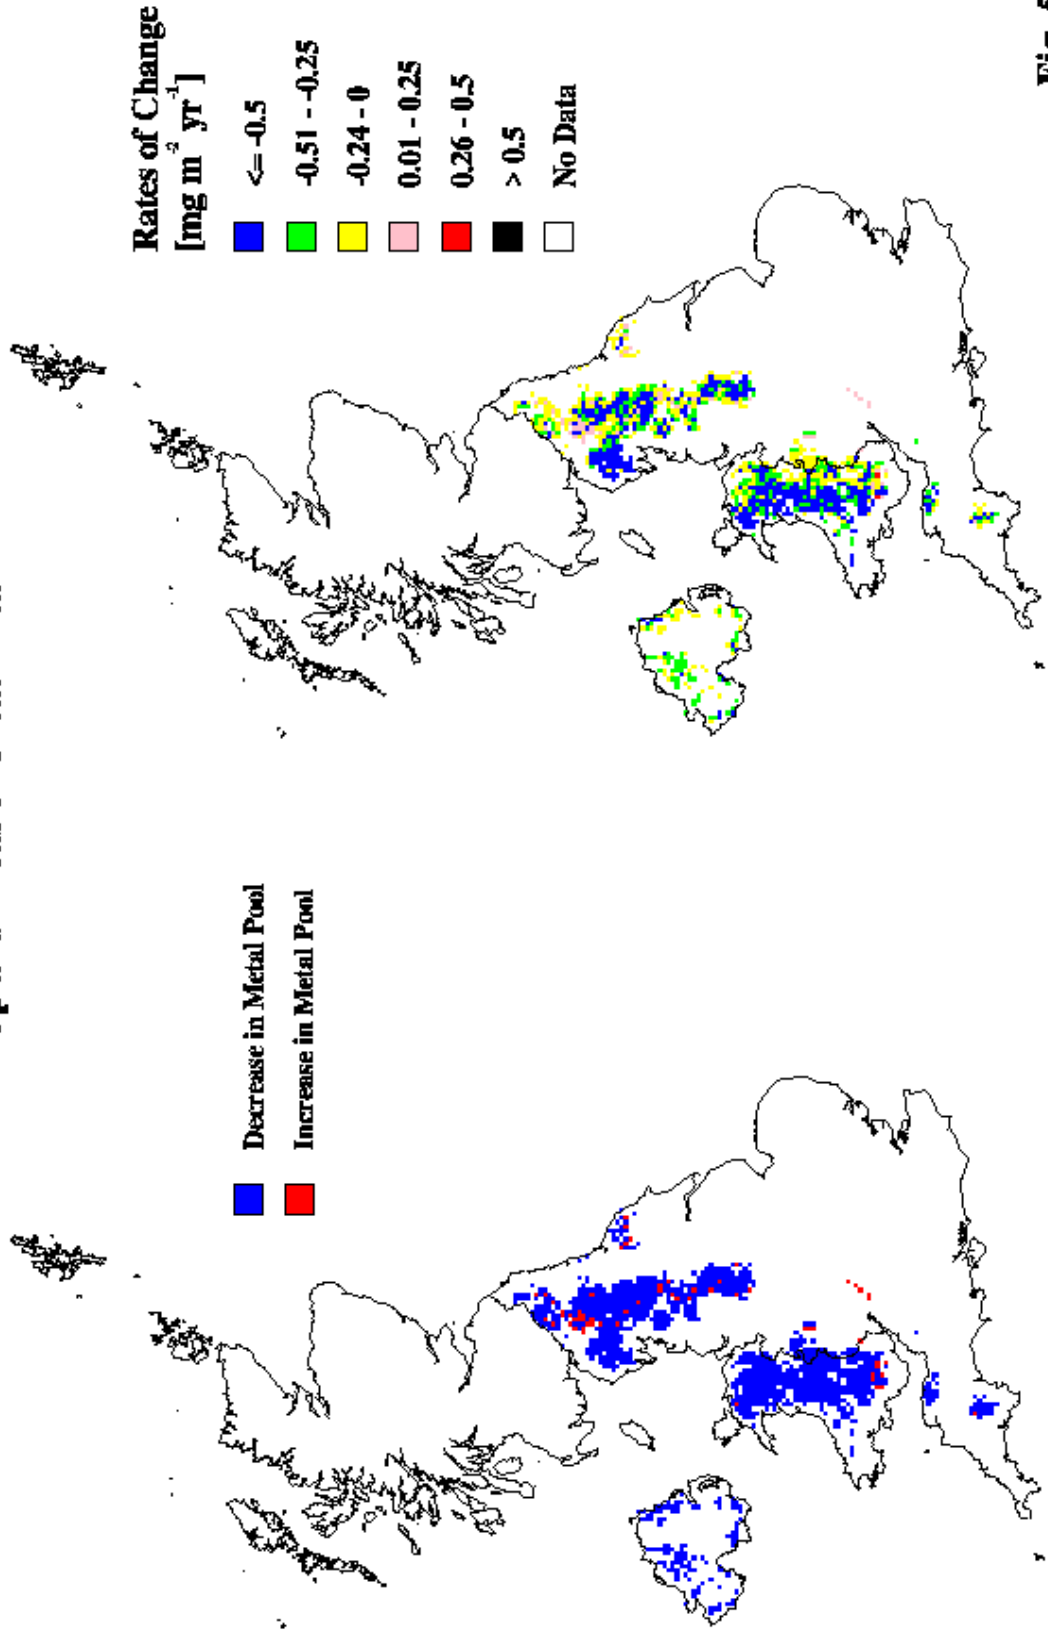 Decrease in Metal Pool
Increase in Metal Pool
Rates of Change
[mg m⁻² yr⁻¹]
<= -0.5
-0.51 - -0.25
-0.24 - 0
0.01 - 0.25
0.26 - 0.5
> 0.5
No Data